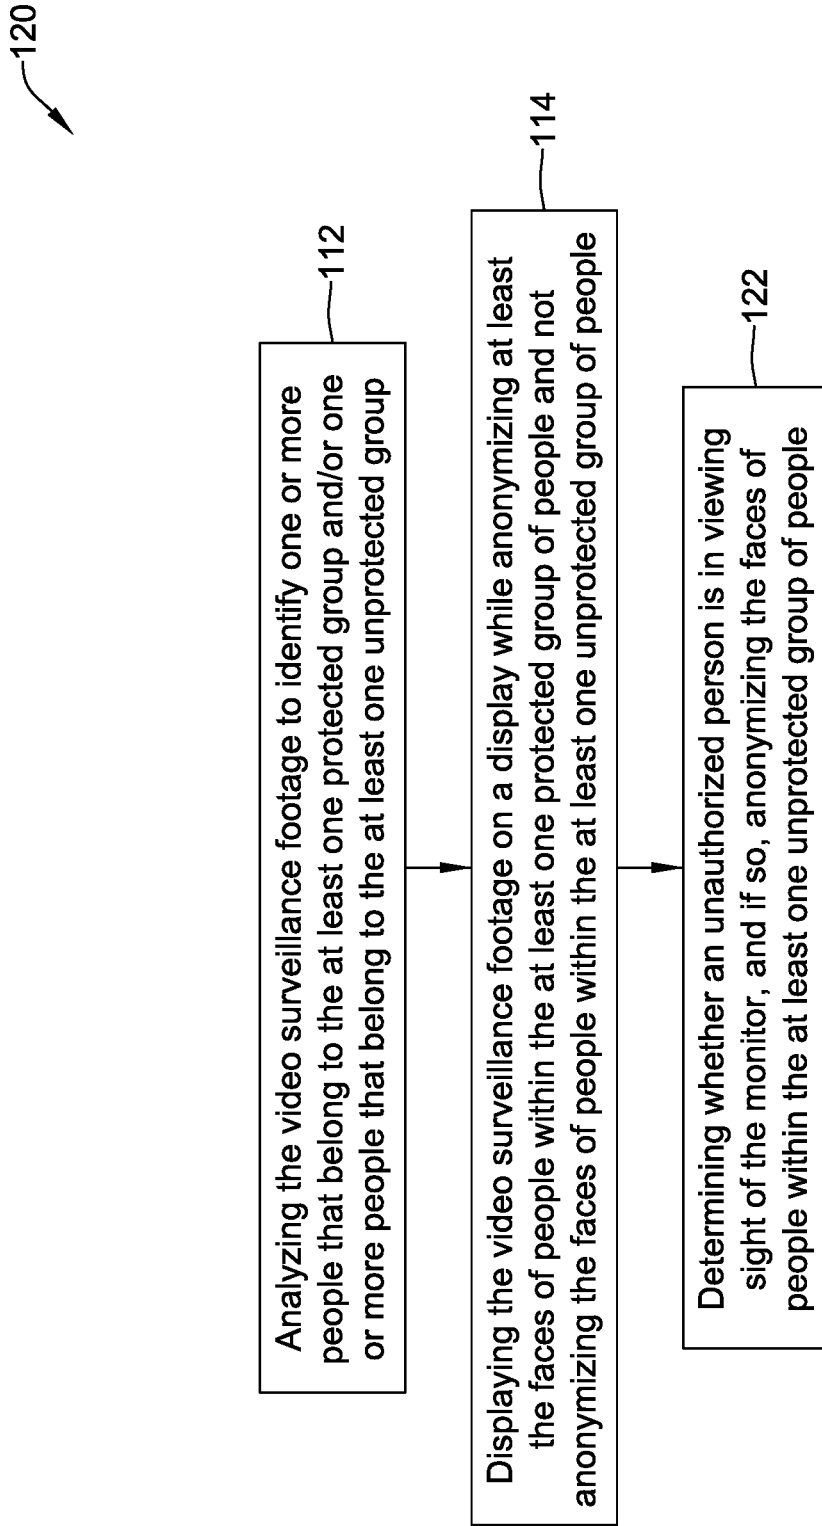 120
112
Analyzing the video surveillance footage to identify one or more
people that belong to the at least one protected group and/or one
or more people that belong to the at least one unprotected group
114
Displaying the video surveillance footage on a display while anonymizing at least
the faces of people within the at least one protected group of people and not
anonymizing the faces of people within the at least one unprotected group of people
122
Determining whether an unauthorized person is in viewing
sight of the monitor, and if so, anonymizing the faces of
people within the at least one unprotected group of people